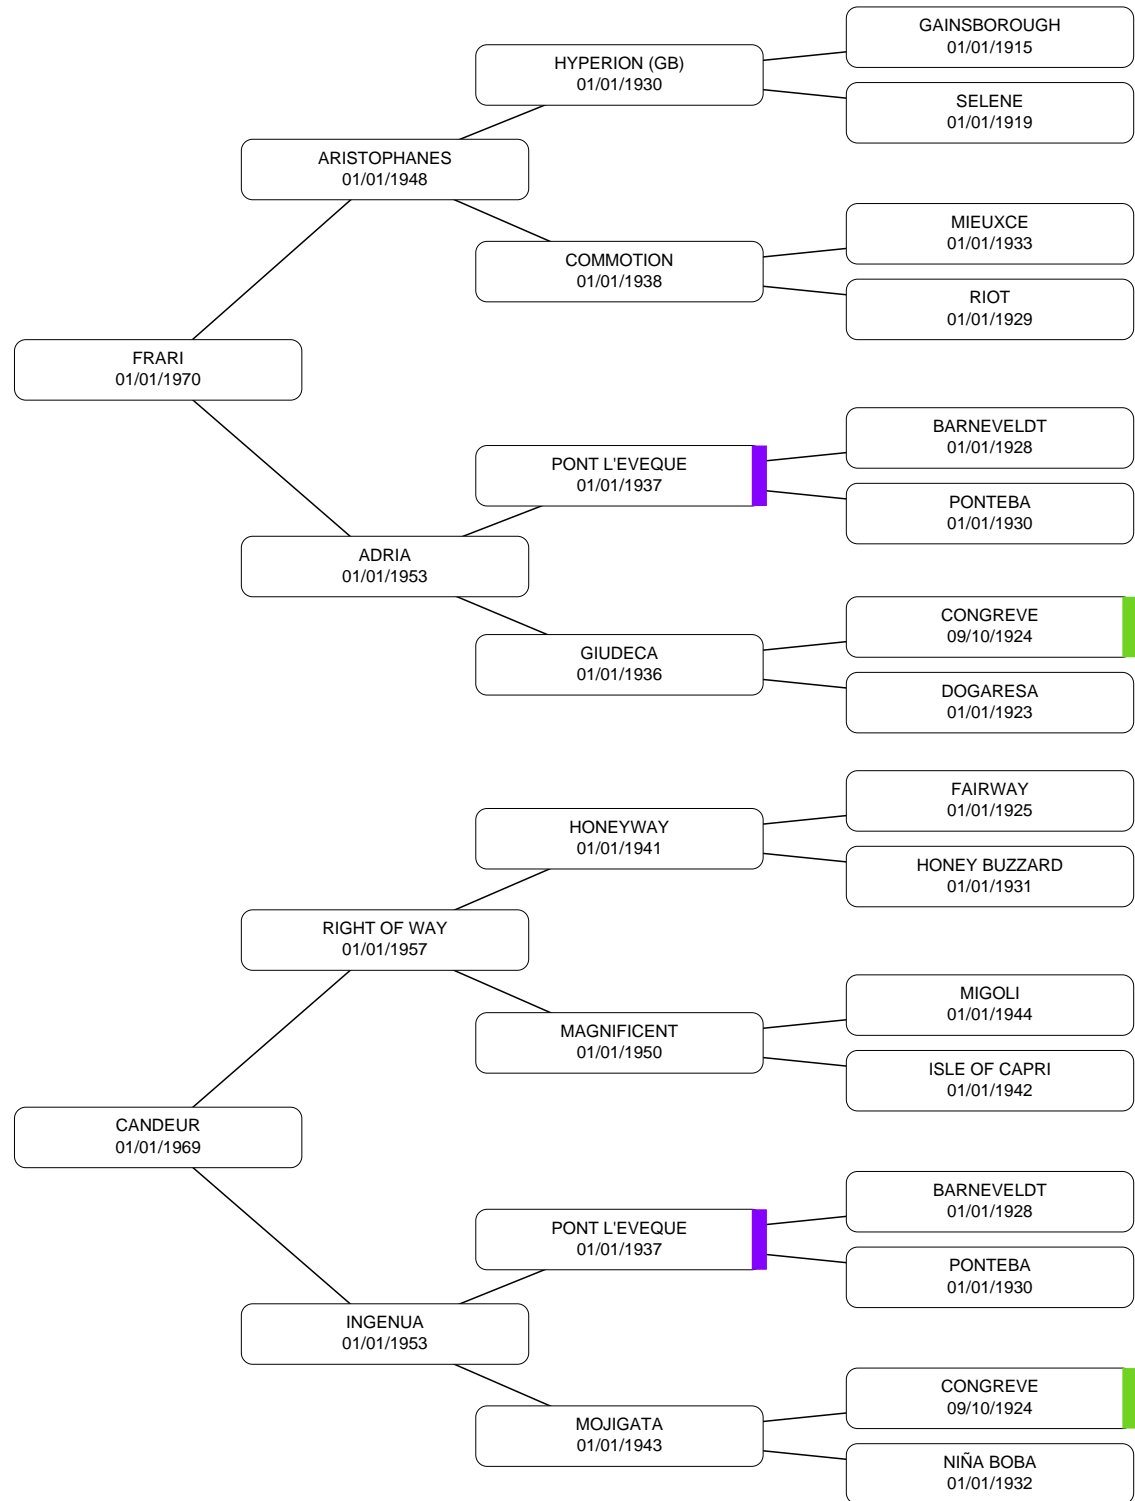 GAINSBOROUGH
01/01/1915
HYPERION (GB)
01/01/1930
SELENE
01/01/1919
ARISTOPHANES
01/01/1948
MIEUXCE
01/01/1933
COMMOTION
01/01/1938
RIOT
01/01/1929
FRARI
01/01/1970
BARNEVELDT
01/01/1928
PONT L'EVEQUE
01/01/1937
PONTEBA
01/01/1930
ADRIA
01/01/1953
CONGREVE
09/10/1924
GIUDECA
01/01/1936
DOGARESA
01/01/1923
FAIRWAY
01/01/1925
HONEYWAY
01/01/1941
HONEY BUZZARD
01/01/1931
RIGHT OF WAY
01/01/1957
MIGOLI
01/01/1944
MAGNIFICENT
01/01/1950
ISLE OF CAPRI
01/01/1942
CANDEUR
01/01/1969
BARNEVELDT
01/01/1928
PONT L'EVEQUE
01/01/1937
PONTEBA
01/01/1930
INGENUA
01/01/1953
CONGREVE
09/10/1924
MOJIGATA
01/01/1943
NIÑA BOBA
01/01/1932